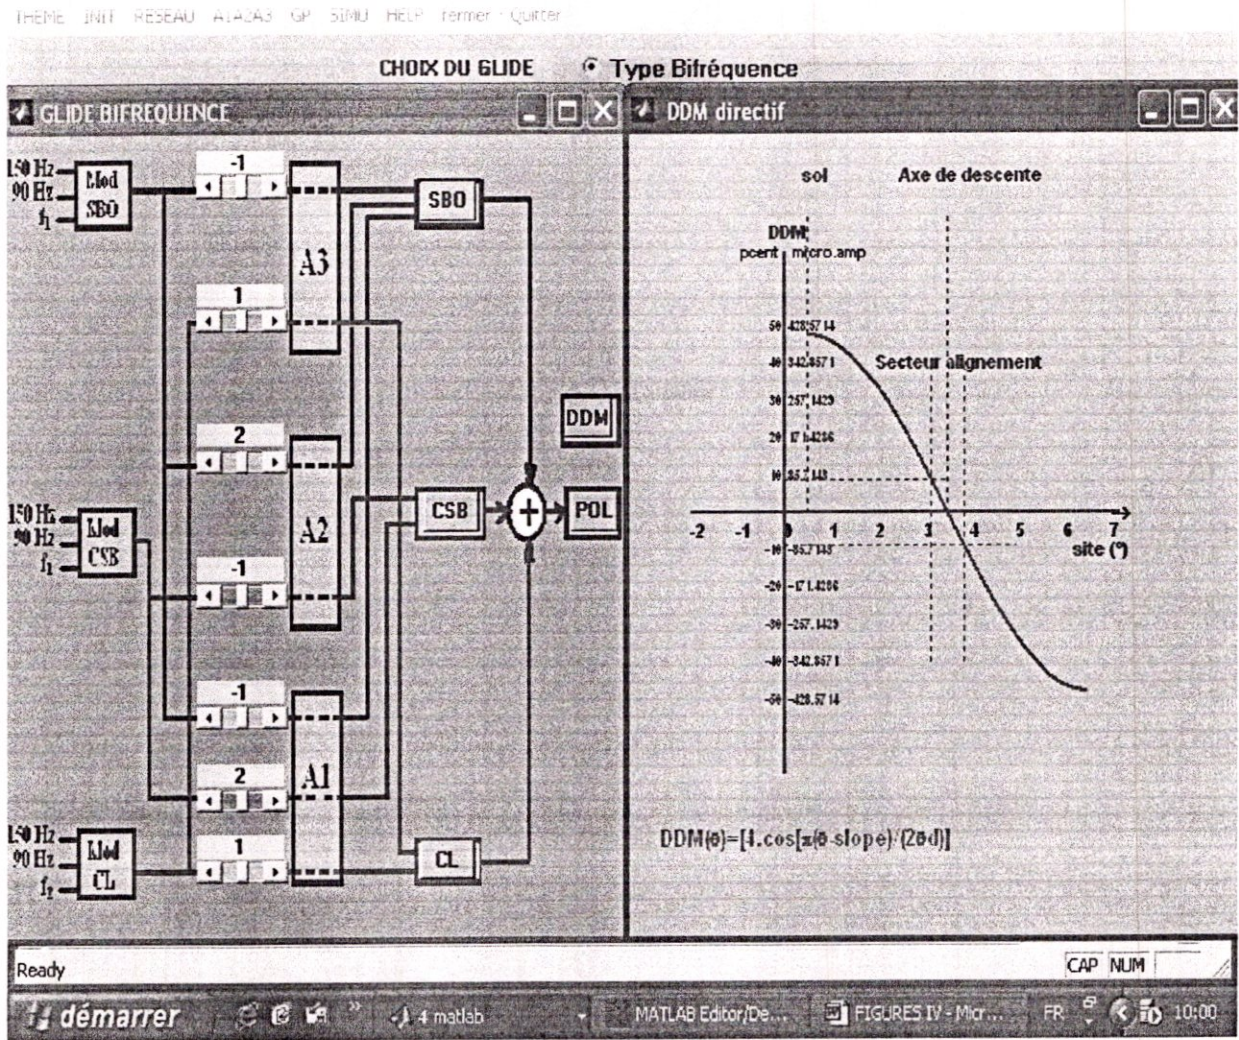 THEME INIT RESEAU A1A2A3 GP SIMU HELP fermer - Quitter
CHOIX DU GLIDE Type Bifréquence
GLIDE BIFREQUENCE
150 Hz
90 Hz
f1
Mod
SBO
-1
A3
1
SBO
2
A2
-1
150 Hz
90 Hz
f1
Mod
CSB
CSB
DDM
+
POL
-1
A1
2
1
150 Hz
90 Hz
f2
Mod
CL
CL
DDM directif
sol Axe de descente
DDM
pcent micro.amp
50 428.5714
Secteur alignement
40 342.8571
30 257.1429
20 171.4286
10 85.7143
-2 -1 0 1 2 3 4 5 6 7
site (°)
-10 -85.7143
-20 -171.4286
-30 -257.1429
-40 -342.8571
-50 -428.5714
Ready
CAP NUM
démarrer
»
4 matlab
MATLAB Editor/De...
FIGURES IV - Micr...
FR
10:00